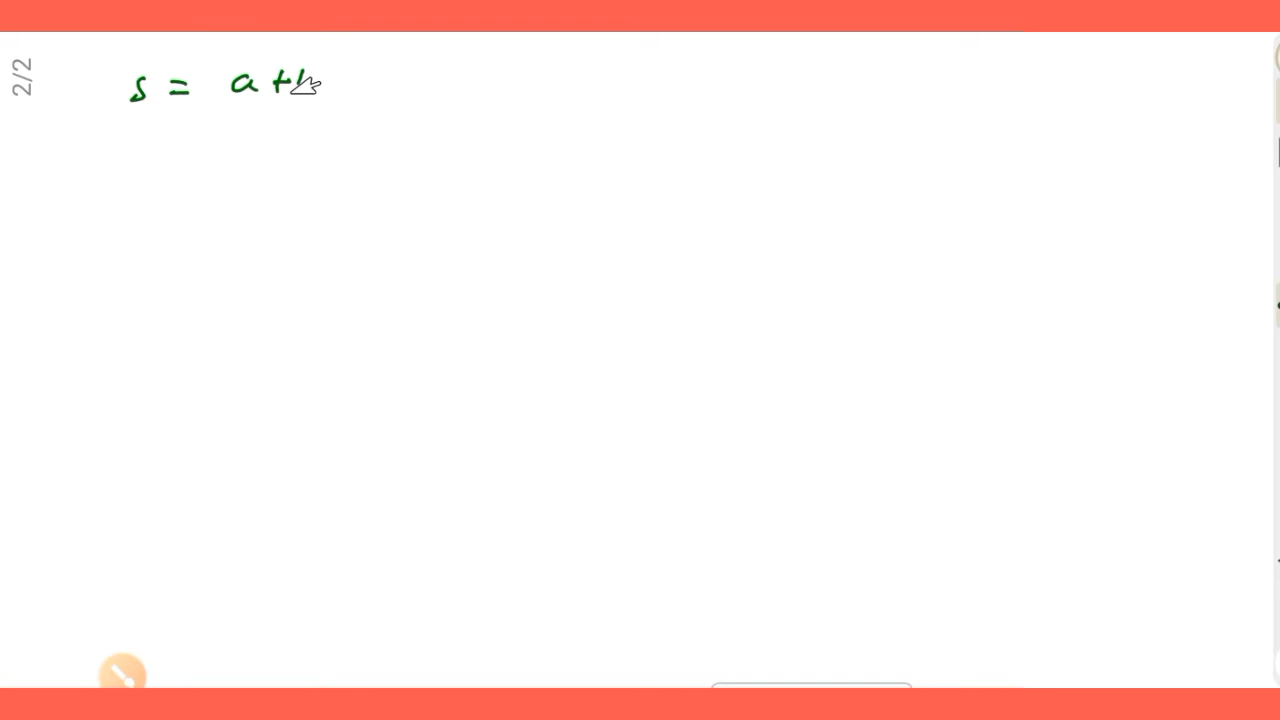 2/2
s = a +